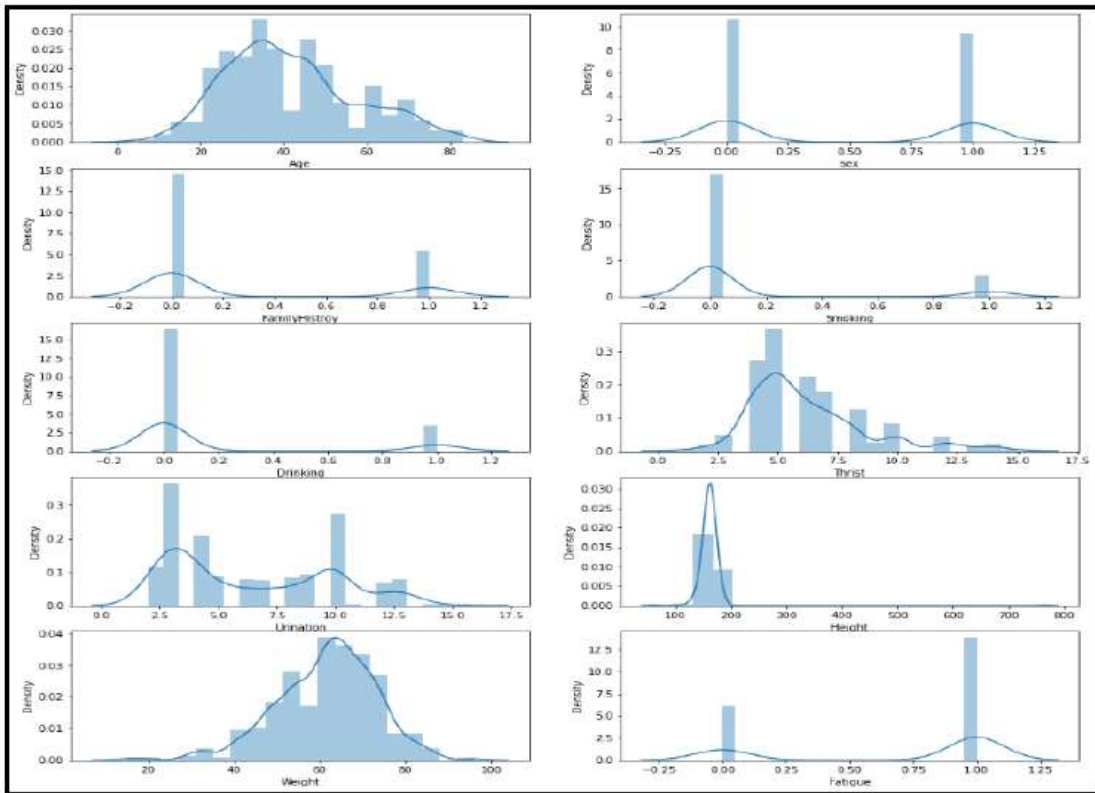 Density
0.030
0.025
0.020
0.015
0.010
0.005
0.000
0 20 40 60 80
Age
Density
10
8
6
4
2
0
−0.25 0.00 0.25 0.50 0.75 1.00 1.25
Sex
Density
15.0
12.5
10.0
7.5
5.0
2.5
0.0
−0.2 0.0 0.2 0.4 0.6 0.8 1.0 1.2
FamilyHistroy
Density
15
10
5
0
−0.2 0.0 0.2 0.4 0.6 0.8 1.0 1.2
Smoking
Density
15.0
12.5
10.0
7.5
5.0
2.5
0.0
−0.2 0.0 0.2 0.4 0.6 0.8 1.0 1.2
Drinking
Density
0.3
0.2
0.1
0.0
0.0 2.5 5.0 7.5 10.0 12.5 15.0 17.5
Thrist
Density
0.3
0.2
0.1
0.0
0.0 2.5 5.0 7.5 10.0 12.5 15.0 17.5
Urination
Density
0.030
0.025
0.020
0.015
0.010
0.005
0.000
100 200 300 400 500 600 700 800
Height
Density
0.04
0.03
0.02
0.01
0.00
20 40 60 80 100
Weight
Density
12.5
10.0
7.5
5.0
2.5
0.0
−0.25 0.00 0.25 0.50 0.75 1.00 1.25
Fatigue